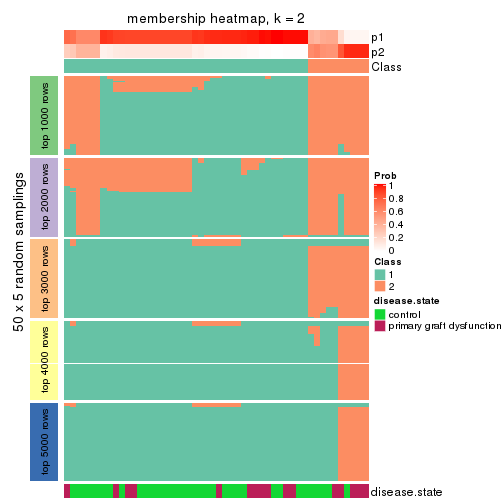 membership heatmap, k = 2
p1
p2
Class
50 x 5 random samplings
top 1000 rows
top 2000 rows
top 3000 rows
top 4000 rows
top 5000 rows
Prob
1
0.8
0.6
0.4
0.2
0
Class
1
2
disease.state
control
primary graft dysfunction
disease.state